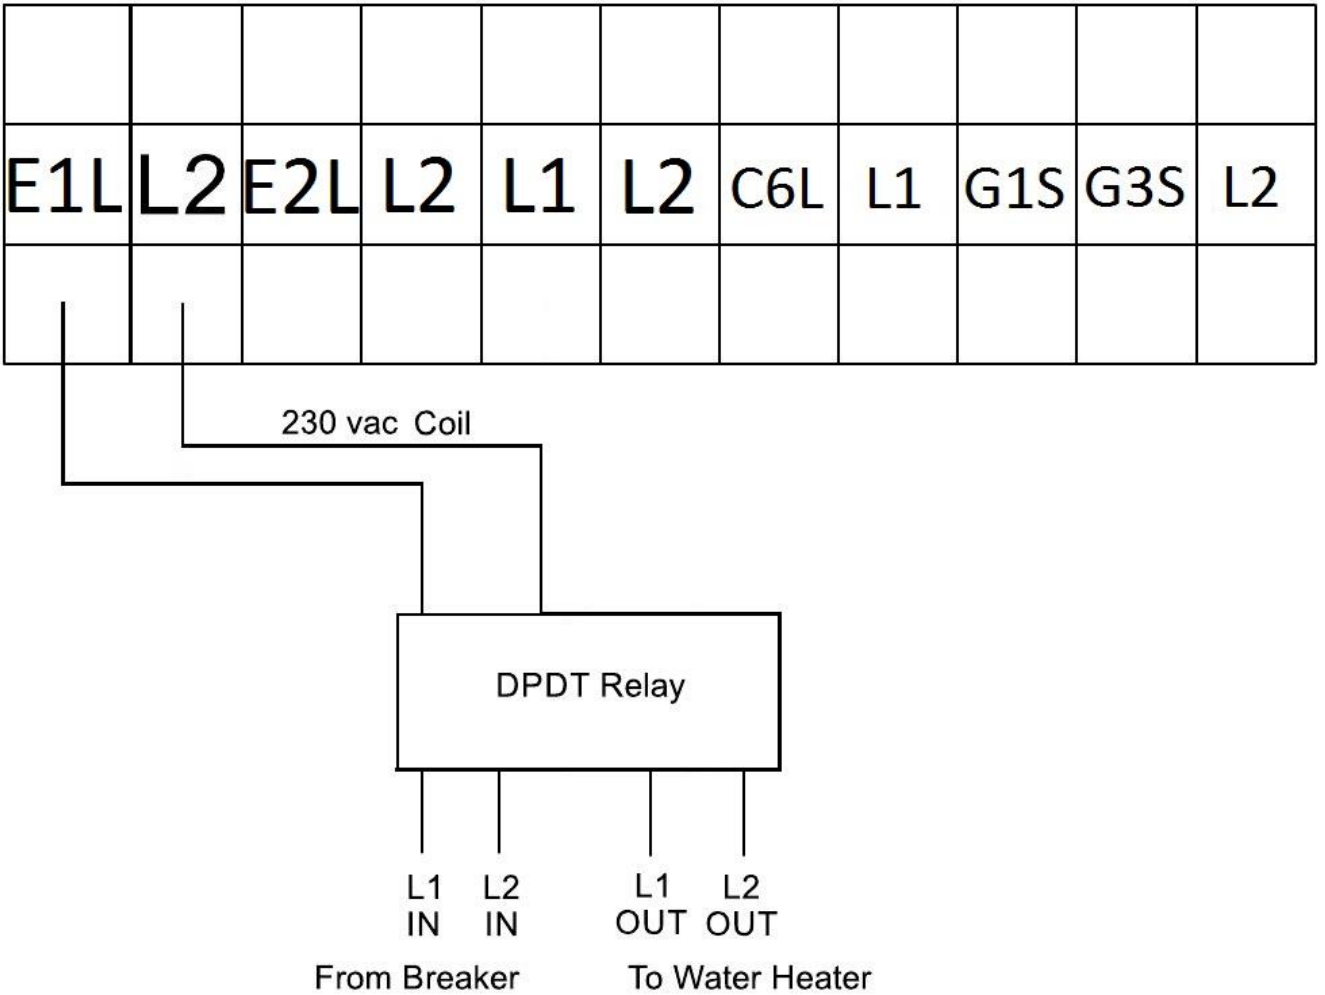 E1L L2 E2L L2 L1 L2 C6L L1 G1S G3S L2
230 vac Coil
DPDT Relay
L1 L2 L1 L2
IN IN OUT OUT
From Breaker To Water Heater